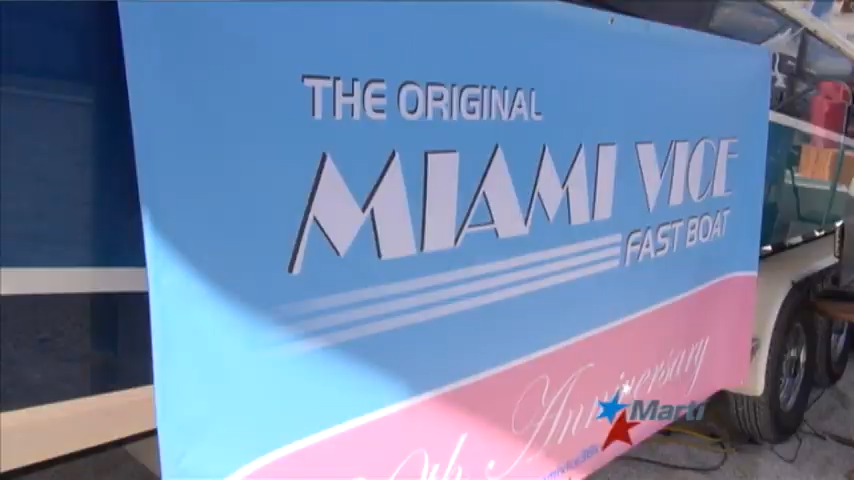 THE ORIGINAL
MIAMI VICE
FAST BOAT
Anniversary
Martí